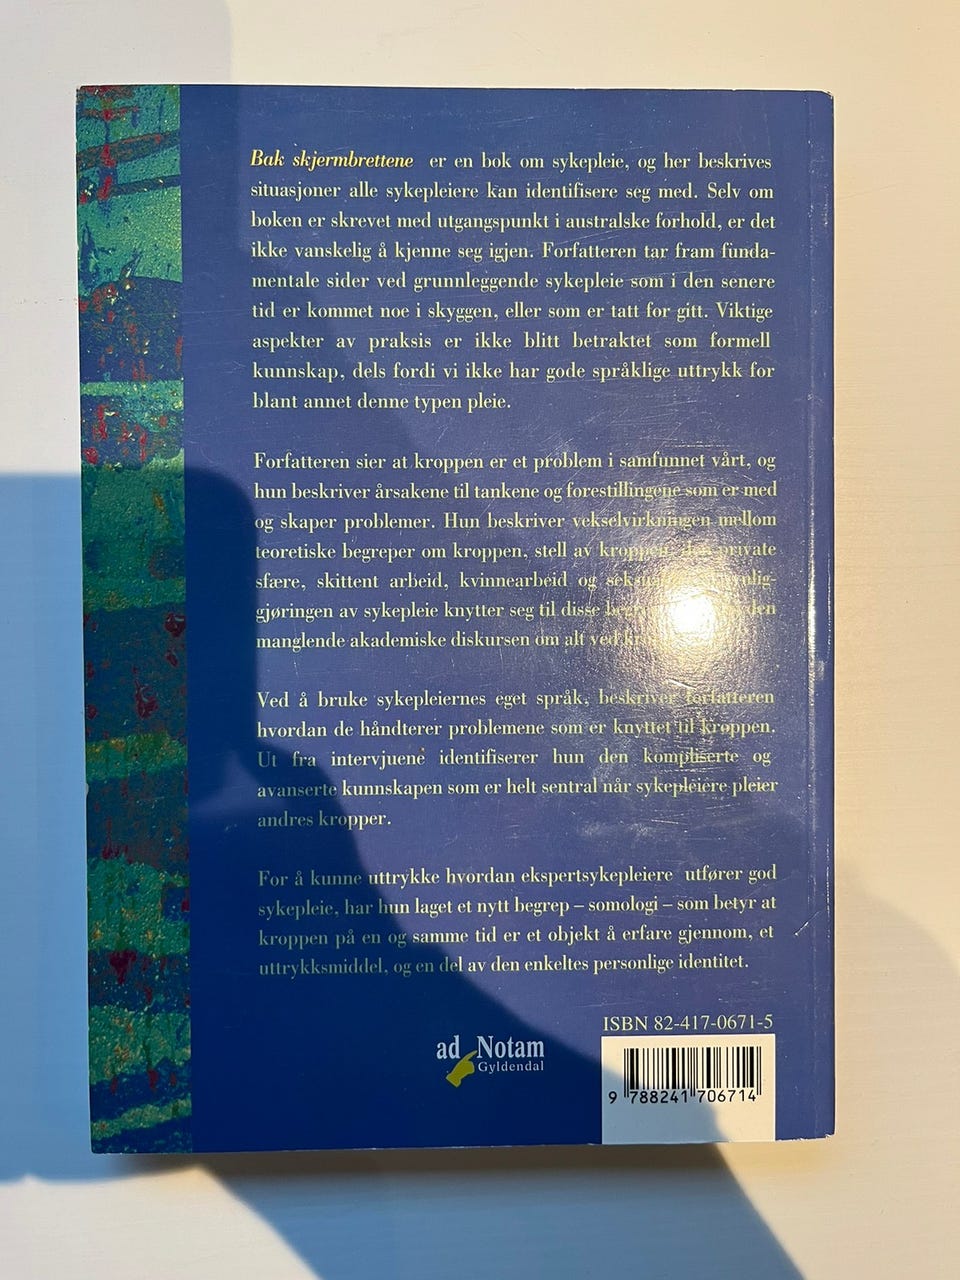 Bak skjermbrettene er en bok om sykepleie, og her beskrives
situasjoner alle sykepleiere kan identifisere seg med. Selv om
boken er skrevet med utgangspunkt i australske forhold, er det
ikke vanskelig å kjenne seg igjen. Forfatteren tar fram funda-
mentale sider ved grunnleggende sykepleie som i den senere
tid er kommet noe i skyggen, eller som er tatt for gitt. Viktige
aspekter av praksis er ikke blitt betraktet som formell
kunnskap, dels fordi vi ikke har gode språklige uttrykk for
blant annet denne typen pleie.
Forfatteren sier at kroppen er et problem i samfunnet vårt, og
hun beskriver årsakene til tankene og forestillingene som er med
og skaper problemer. Hun beskriver vekselvirkningen mellom
teoretiske begreper om kroppen, stell av kroppen, den private
sfære, skittent arbeid, kvinnearbeid og
gjøringen av sykepleie knytter seg til disse den
manglende akademiske diskursen om alt ved
Ved å bruke sykepleiernes eget språk, beskriver forfatteren
hvordan de håndterer problemene som er knyttet til kroppen.
Ut fra intervjuene identifiserer hun den kompliserte og
avanserte kunnskapen som er helt sentral når sykepleiere pleier
andres kropper.
For å kunne uttrykke hvordan ekspertsykepleiere utfører god
sykepleie, har hun laget et nytt begrep – somologi – som betyr at
kroppen på en og samme tid er et objekt å erfare gjennom, et
uttrykksmiddel, og en del av den enkeltes personlige identitet.
ISBN 82-417-0671-5
ad Notam
Gyldendal
9 788241 706714